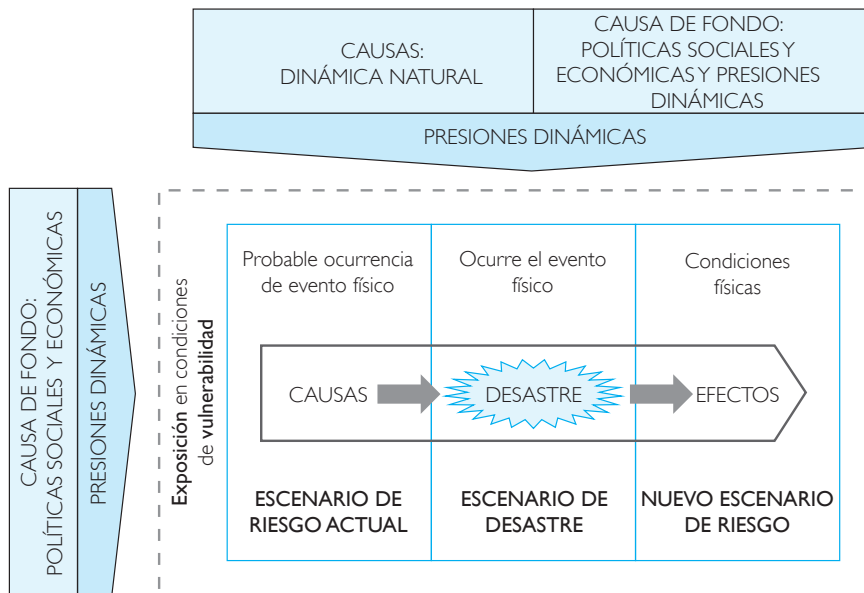 CAUSAS:
DINÁMICA NATURAL
CAUSA DE FONDO:
POLÍTICAS SOCIALES Y
ECONÓMICAS Y PRESIONES
DINÁMICAS
PRESIONES DINÁMICAS
CAUSA DE FONDO:
POLÍTICAS SOCIALES Y ECONÓMICAS
PRESIONES DINÁMICAS
Exposición en condiciones
de vulnerabilidad
Probable ocurrencia
de evento físico
Ocurre el evento
físico
Condiciones
físicas
CAUSAS
DESASTRE
EFECTOS
ESCENARIO DE
RIESGO ACTUAL
ESCENARIO DE
DESASTRE
NUEVO ESCENARIO
DE RIESGO